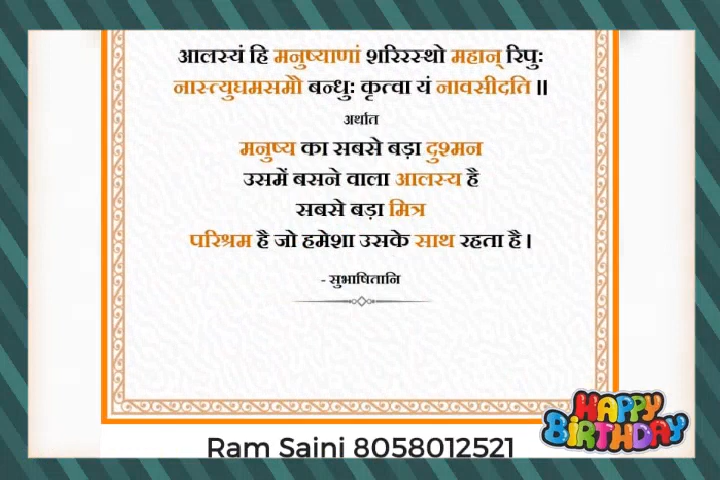 आलस्यं हि मनुष्याणां शरिरस्थो महान् रिपुः
नास्त्युघमसमौ बन्धुः कृत्वा यं नावसीदति ॥
अर्थात
मनुष्य का सबसे बड़ा दुश्मन
उसमें बसने वाला आलस्य है
सबसे बड़ा मित्र
परिश्रम है जो हमेशा उसके साथ रहता है।
- सुभाषितानि
HAPPY
BIRTHDAY
Ram Saini 8058012521